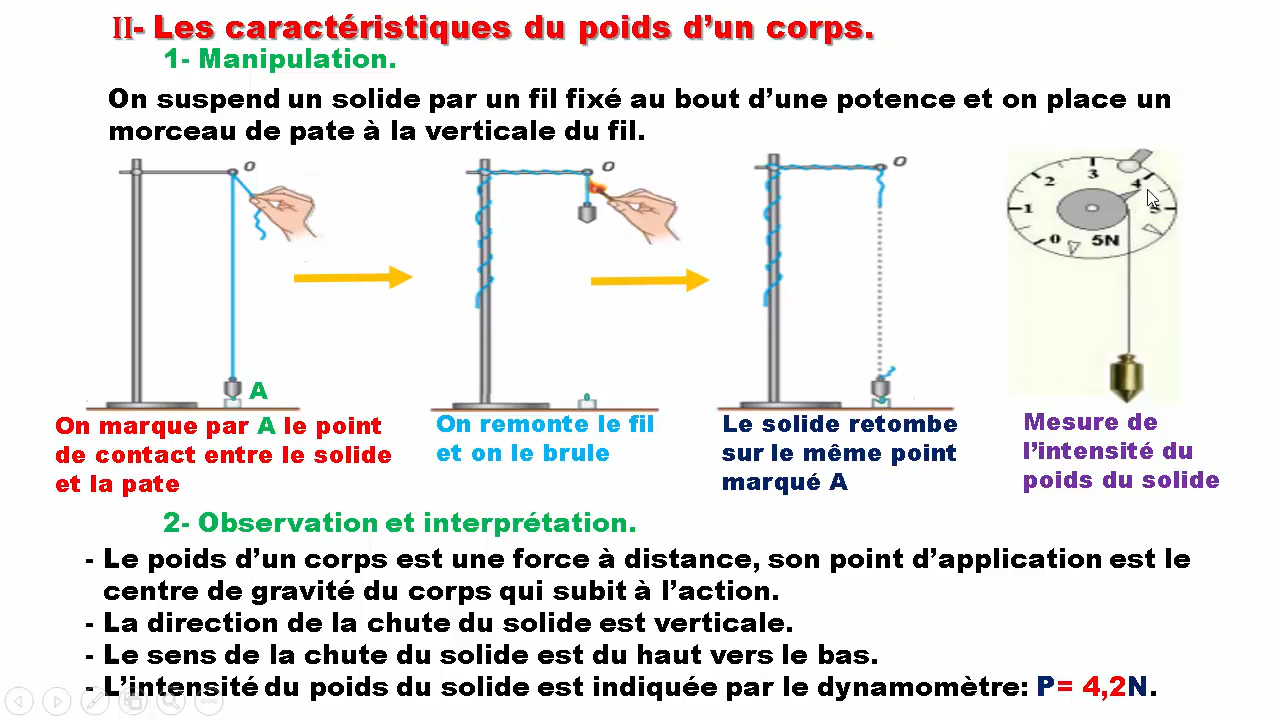 II- Les caractéristiques du poids d’un corps.
1- Manipulation.
On suspend un solide par un fil fixé au bout d’une potence et on place un
morceau de pate à la verticale du fil.
O
O
O
0 1 2 3 4 5
5N
A
On marque par A le point
de contact entre le solide
et la pate
On remonte le fil
et on le brule
Le solide retombe
sur le même point
marqué A
Mesure de
l’intensité du
poids du solide
2- Observation et interprétation.
- Le poids d’un corps est une force à distance, son point d’application est le
centre de gravité du corps qui subit à l’action.
- La direction de la chute du solide est verticale.
- Le sens de la chute du solide est du haut vers le bas.
- L’intensité du poids du solide est indiquée par le dynamomètre: P= 4,2N.